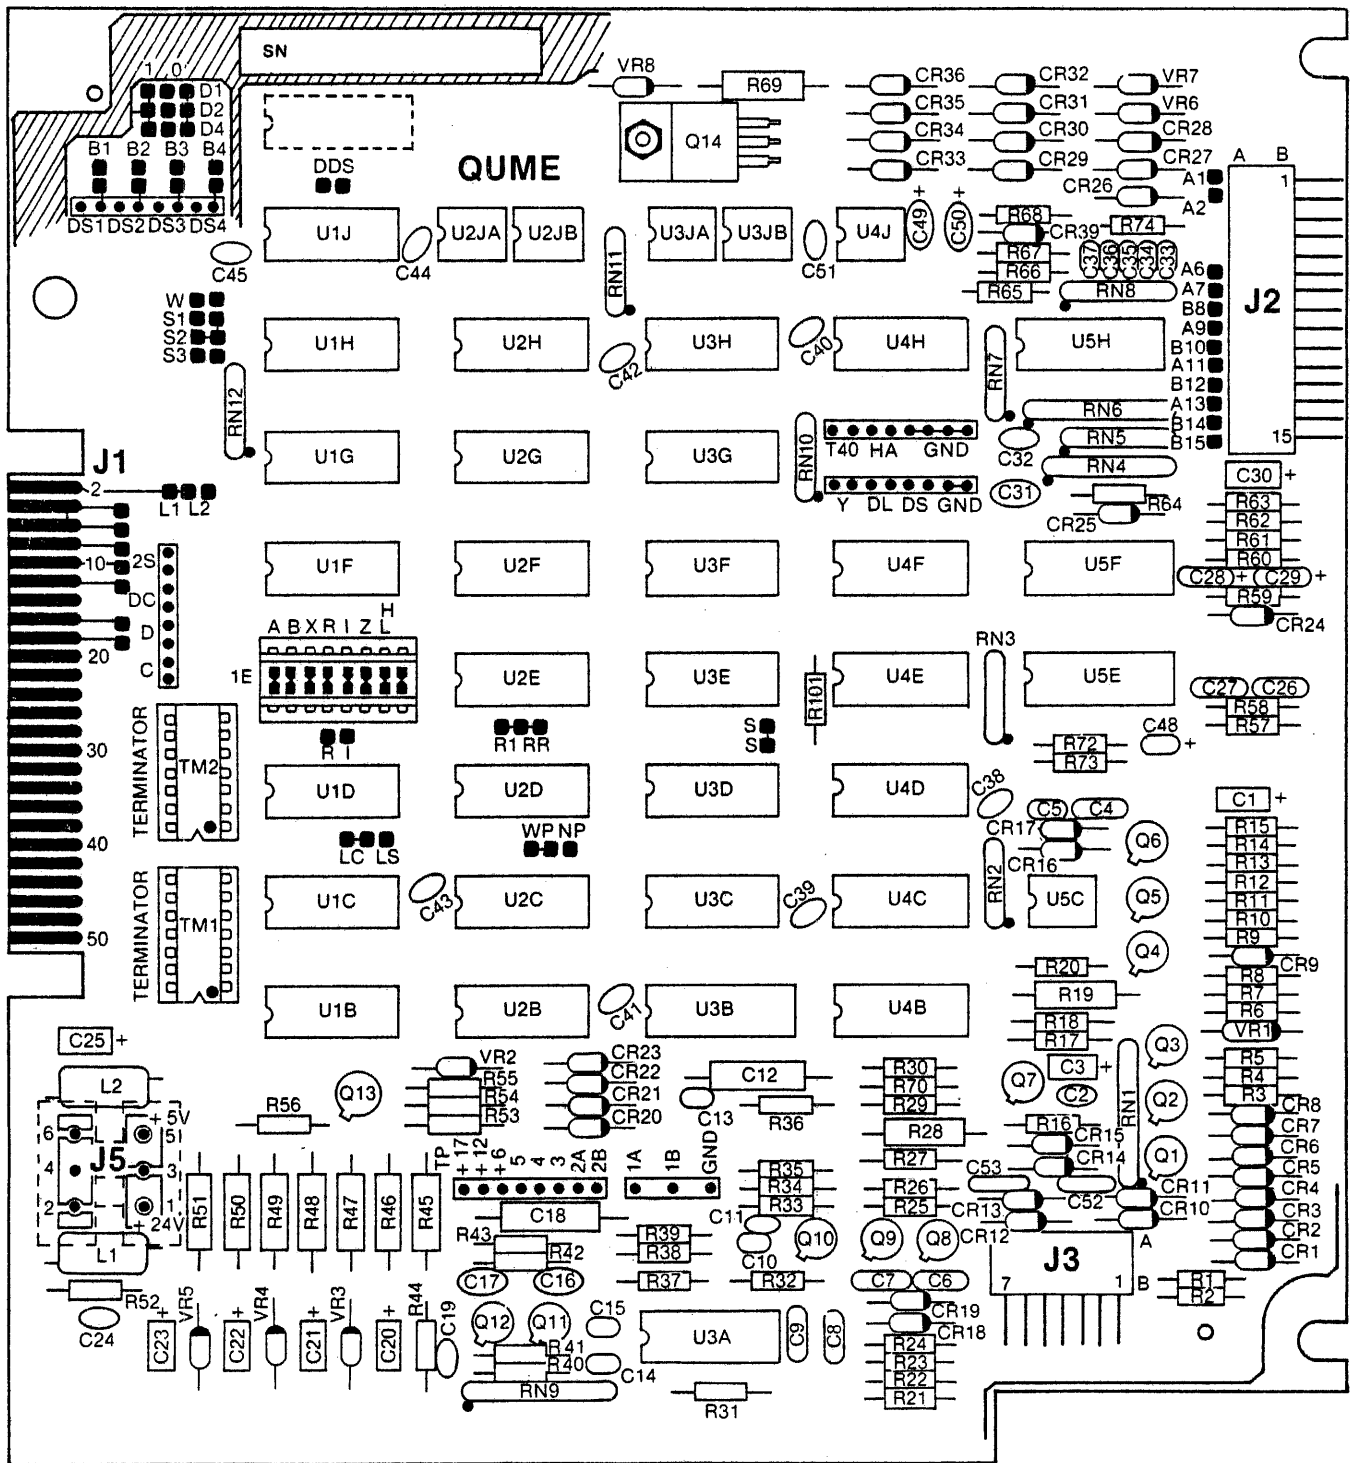 SN
1 0
D1
D2
D4
B1 B2 B3 B4
DS1 DS2 DS3 DS4
DDS
QUME
VR8
R69
Q14
CR36 CR32 VR7
CR35 CR31 VR6
CR34 CR30 CR28
CR33 CR29 CR27
CR26
A B
A1
A2
1
U1J U2JA U2JB U3JA U3JB U4J
C45 C44 RN11 C51
C49 + C50 +
R68
CR39
R67
R66
R65
R74
C37 C36 C35 C34 C33
RN8
A6
A7
B8
A9
B10
A11
B12
A13
B14
B15
J2
15
W
S1
S2
S3
RN12
U1H U2H U3H U4H U5H
C42 C40 RN7
RN6
RN5
RN4
U1G U2G U3G
RN10
T40 HA GND
Y DL DS GND
C32
C31
R64
CR25
C30 +
R63
R62
R61
R60
C28 + C29 +
R59
CR24
J1
2
L1 L2
10
2S
DC
D
C
20
30
40
50
U1F U2F U3F U4F U5F
H
A B X R I Z L
1E
U2E U3E U4E U5E
R101
RN3
C27 C26
R58
R57
R I
R1 RR
S
S
R72
R73
C48 +
TERMINATOR
TM2
U1D U2D U3D U4D
C38
C5 C4
CR17
CR16
Q6
C1 +
R15
R14
R13
R12
R11
R10
R9
CR9
R8
R7
R6
VR1
R5
R4
R3
LC LS
WP NP
TERMINATOR
TM1
U1C U2C U3C U4C U5C
C43 C39 RN2
Q5
Q4
R20
R19
R18
R17
U1B U2B U3B U4B
C41
C25 +
L2
VR2
R55
R54
R53
Q13
R56
CR23
CR22
CR21
CR20
C12
C13
R36
R30
R70
R29
R28
R27
R26
R25
Q7
C3 +
C2
RN1
Q3
Q2
Q1
R16
CR15
CR14
C53
C52
CR13
CR12
CR11
CR10
CR8
CR7
CR6
CR5
CR4
CR3
CR2
CR1
+ 5V
6 5
4 J5 3
2 1
+ 24V
L1
R51 R50 R49 R48 R47 R46 R45
TP +17 +12 +6 5 4 3 2A 2B
1A 1B GND
C18
R43
R42
C17 C16
R39
R38
R37
R35
R34
R33
C11
C10
R32
Q10 Q9 Q8
C7 C6
CR19
CR18
J3
A
B
7 1
R1
R2
R52
C24
C23 + VR5 C22 + VR4 C21 + VR3 C20 + R44 C19
Q12 Q11
R41
R40
RN9
C15
C14
U3A
C9 C8
R31
R24
R23
R22
R21